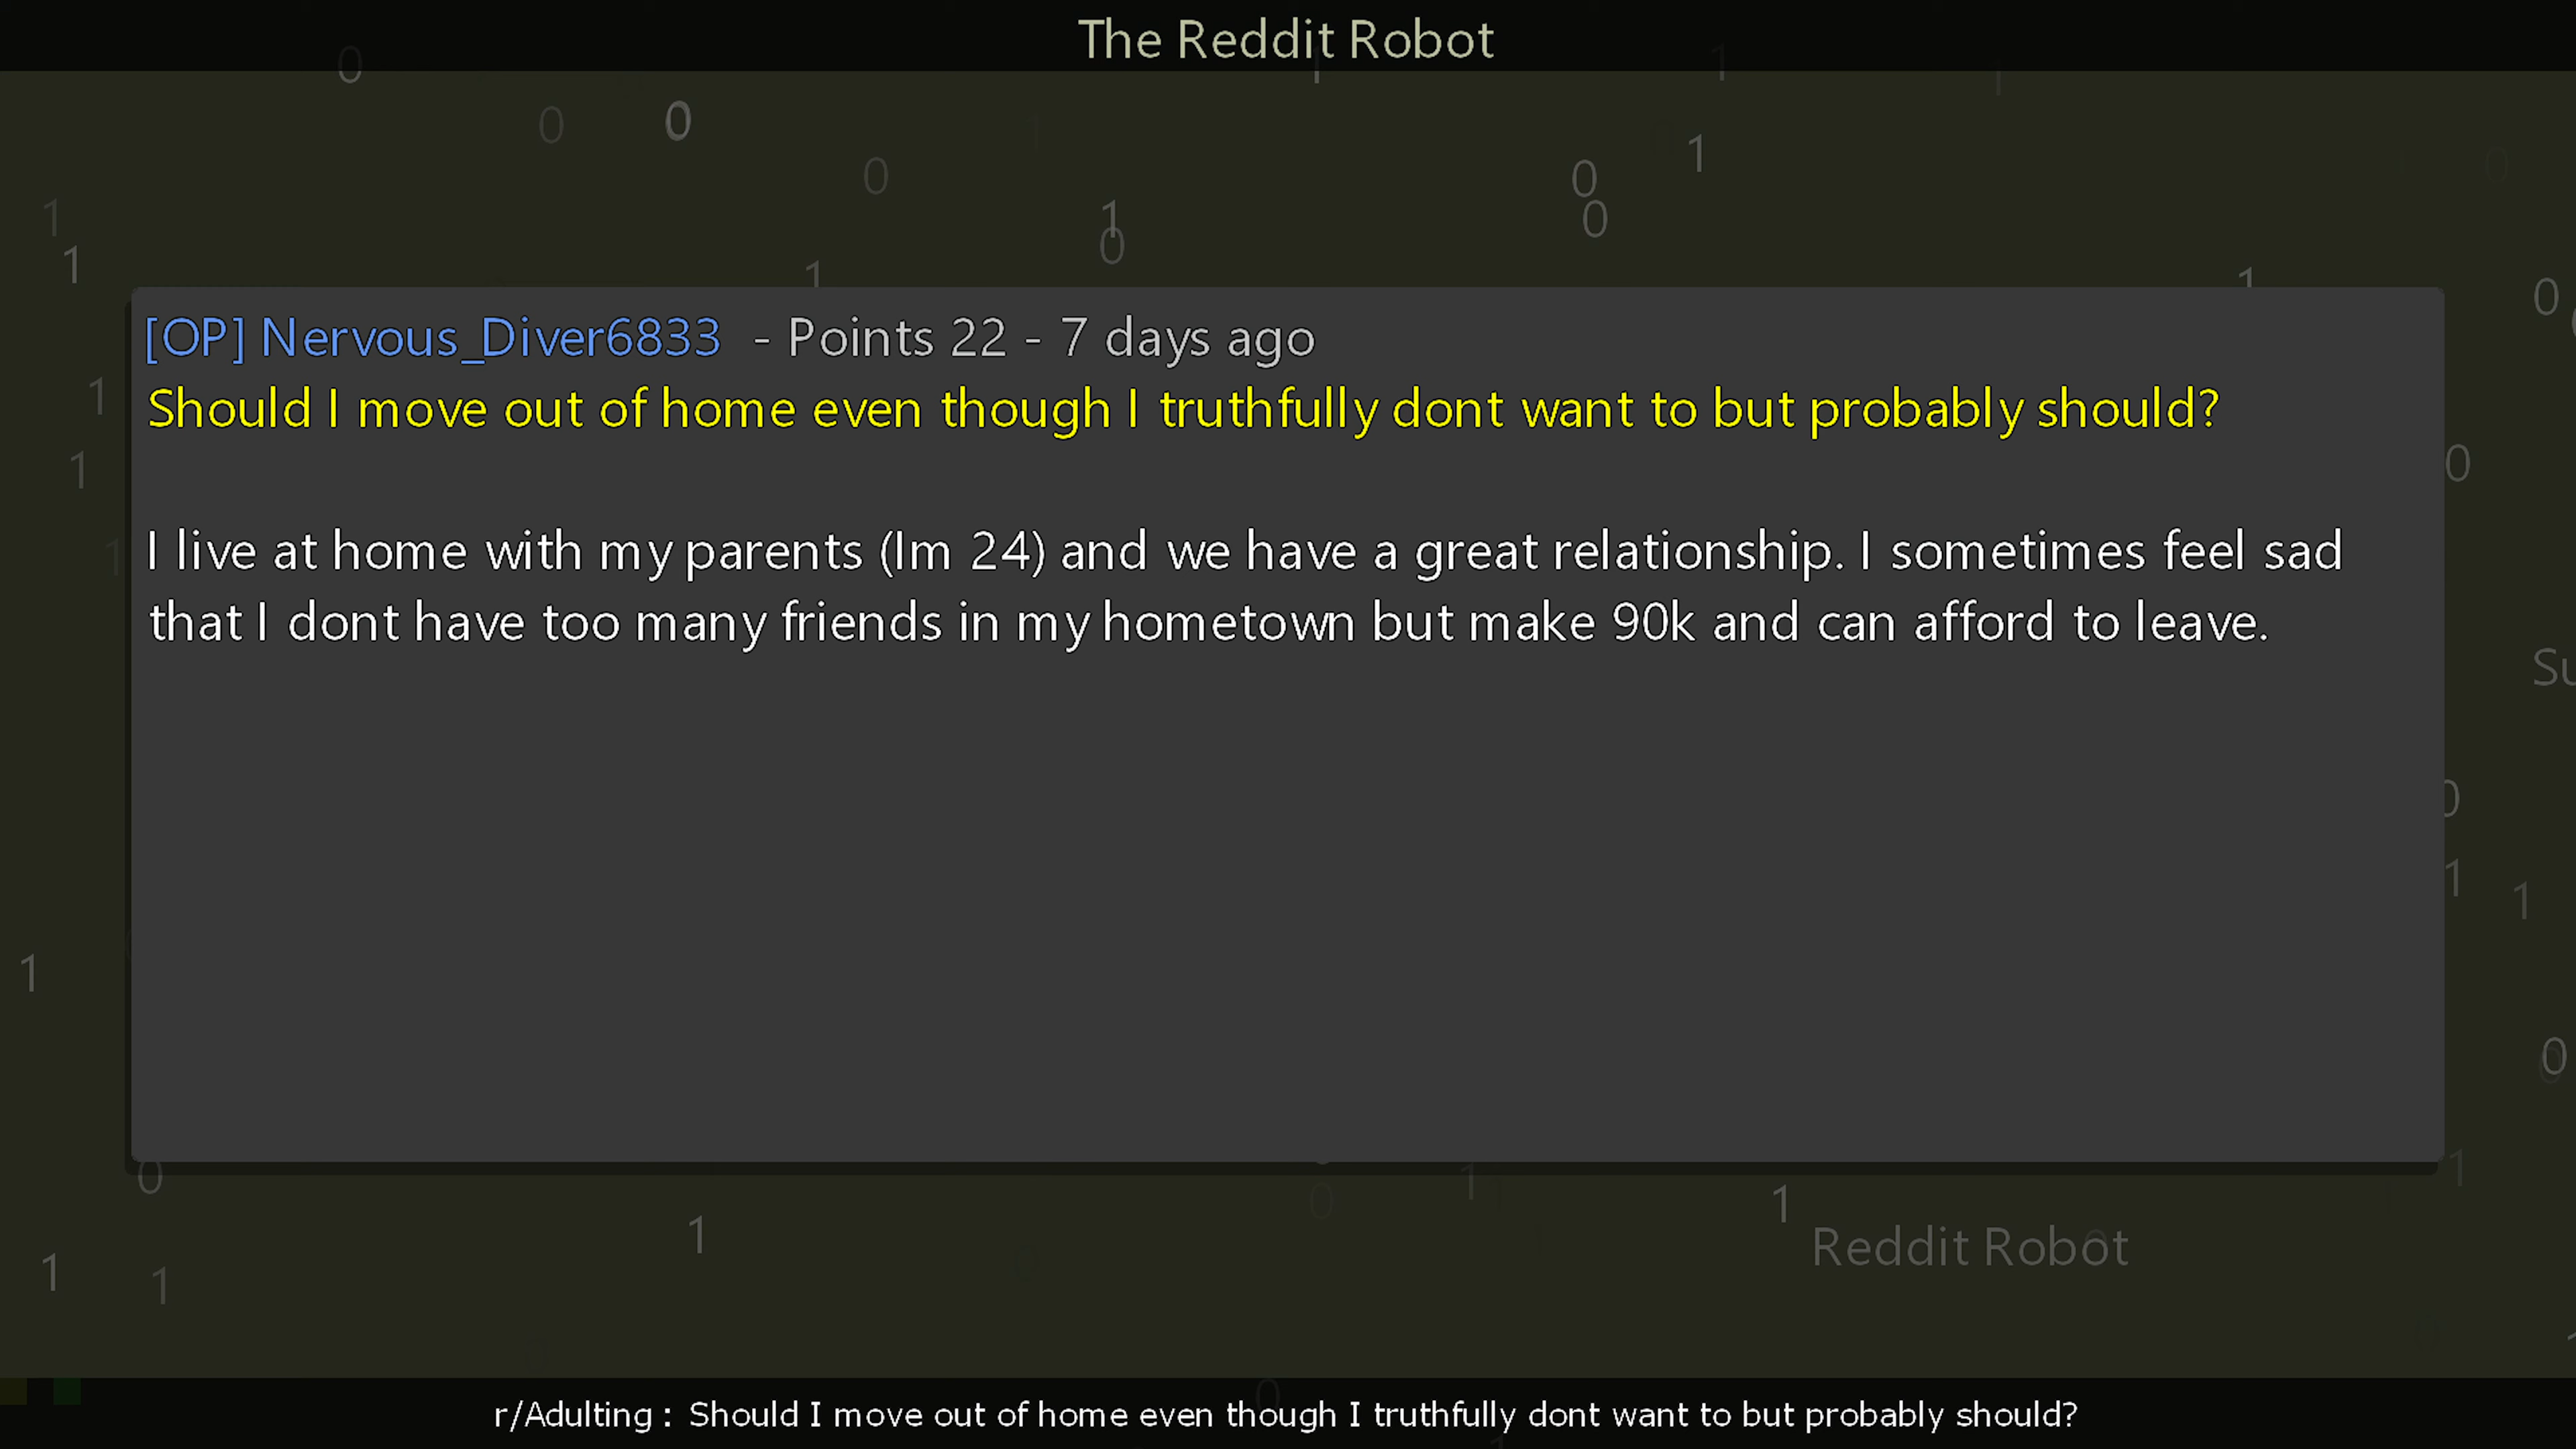 The Reddit Robot
[OP] Nervous_Diver6833 - Points 22 - 7 days ago
Should I move out of home even though I truthfully dont want to but probably should?
I live at home with my parents (Im 24) and we have a great relationship. I sometimes feel sad
that I dont have too many friends in my hometown but make 90k and can afford to leave.
Su
Reddit Robot
r/Adulting : Should I move out of home even though I truthfully dont want to but probably should?